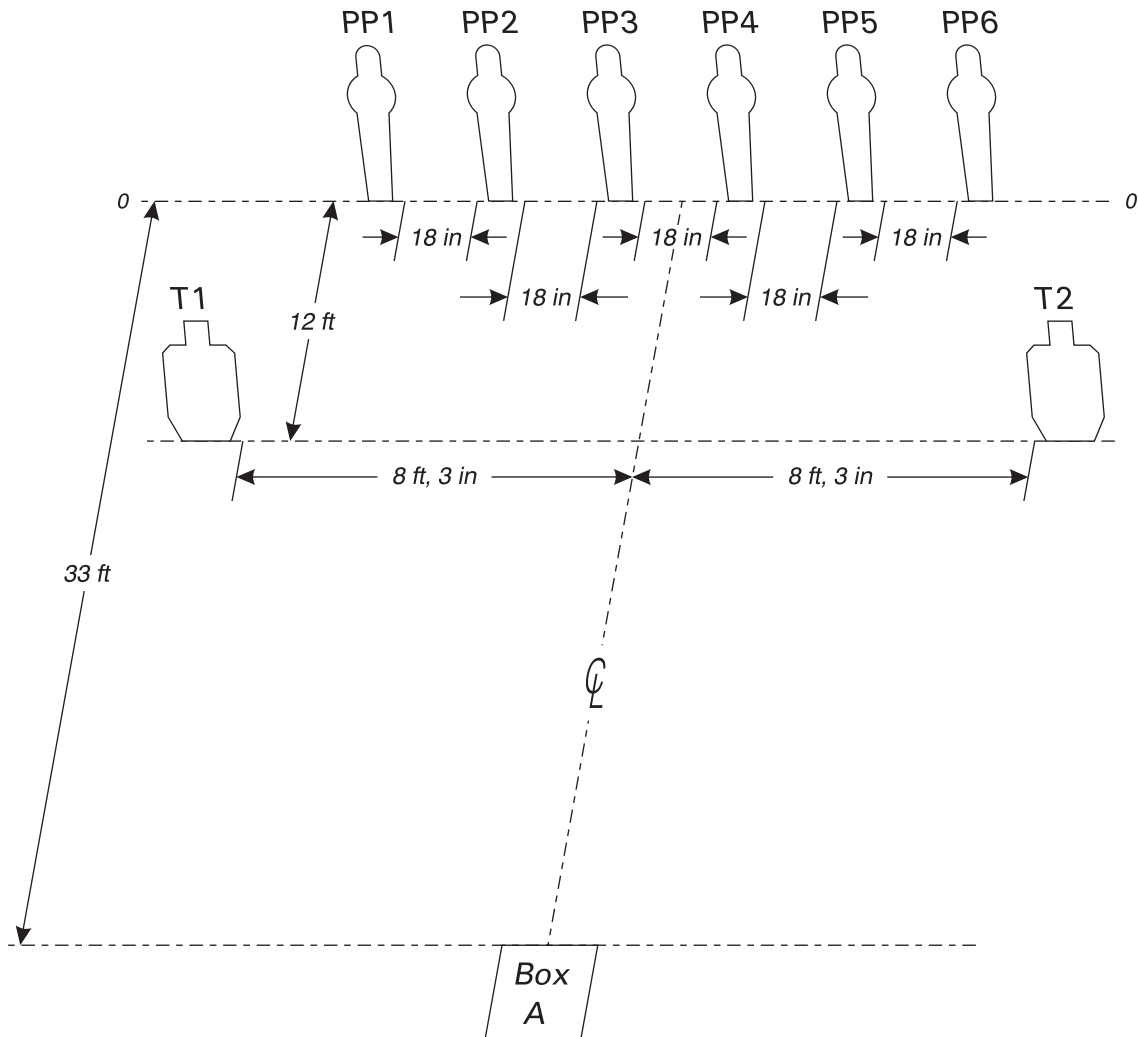 PP1 PP2 PP3 PP4 PP5 PP6
0 0
18 in 18 in 18 in
18 in 18 in
12 ft
T1 T2
8 ft, 3 in 8 ft, 3 in
33 ft
℄
Box
A